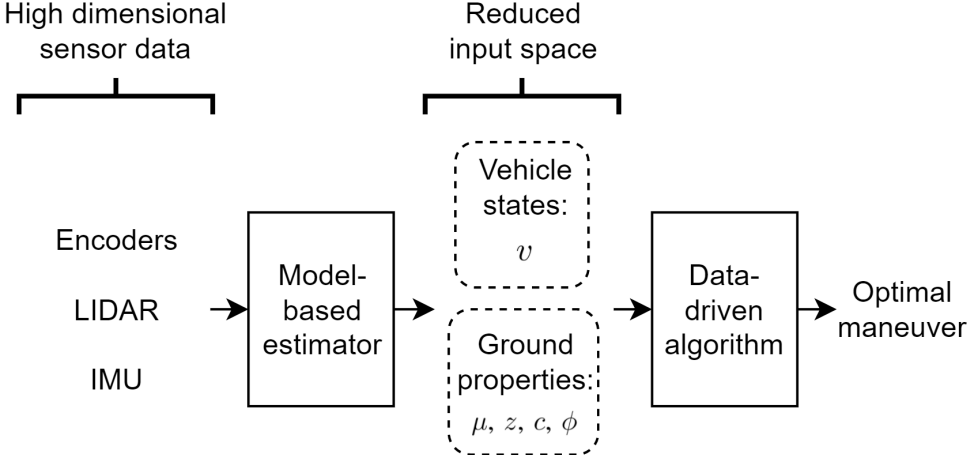 High dimensional
sensor data
Reduced
input space
Encoders
LIDAR
IMU
Model-
based
estimator
Vehicle
states:
v
Ground
properties:
μ, z, c, ϕ
Data-
driven
algorithm
Optimal
maneuver